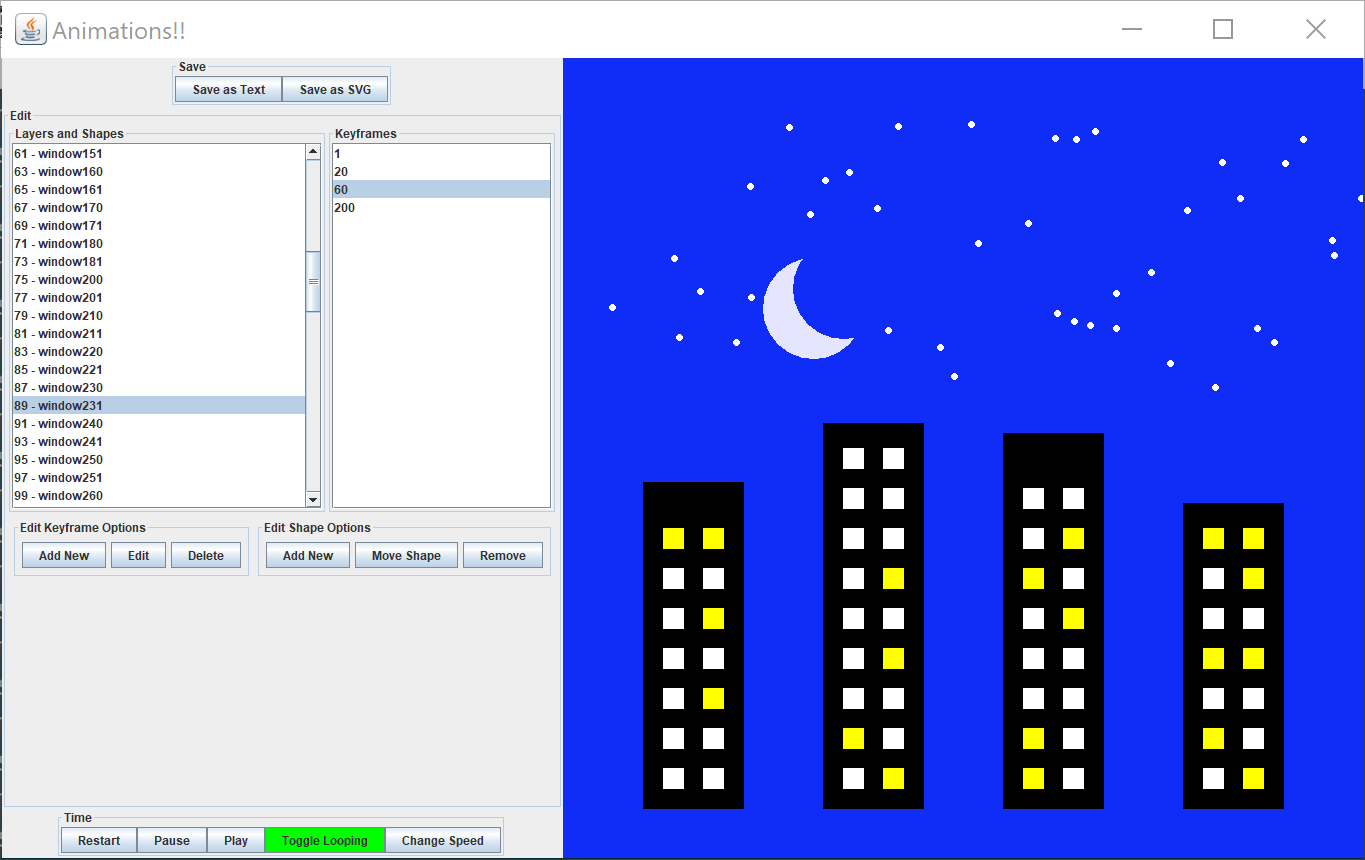 Animations!!
Save
Save as Text Save as SVG
Edit
Layers and Shapes
61 - window151
63 - window160
65 - window161
67 - window170
69 - window171
71 - window180
73 - window181
75 - window200
77 - window201
79 - window210
81 - window211
83 - window220
85 - window221
87 - window230
89 - window231
91 - window240
93 - window241
95 - window250
97 - window251
99 - window260
Keyframes
1
20
60
200
Edit Keyframe Options
Add New Edit Delete
Edit Shape Options
Add New Move Shape Remove
Time
Restart Pause Play Toggle Looping Change Speed